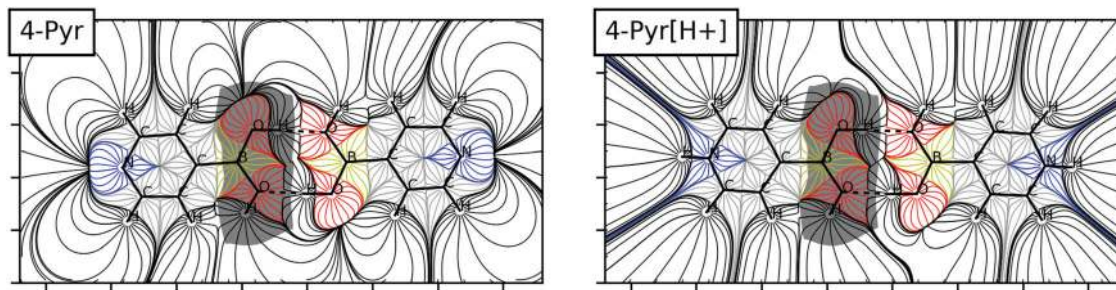 4-Pyr
4-Pyr[H+]
H H H
C C O H O C C
N C B B C N
C C O H O C C
H H H H H
H H H H
C C O H O C C
H N C B B C N H
C C O H O C C
H H H H H